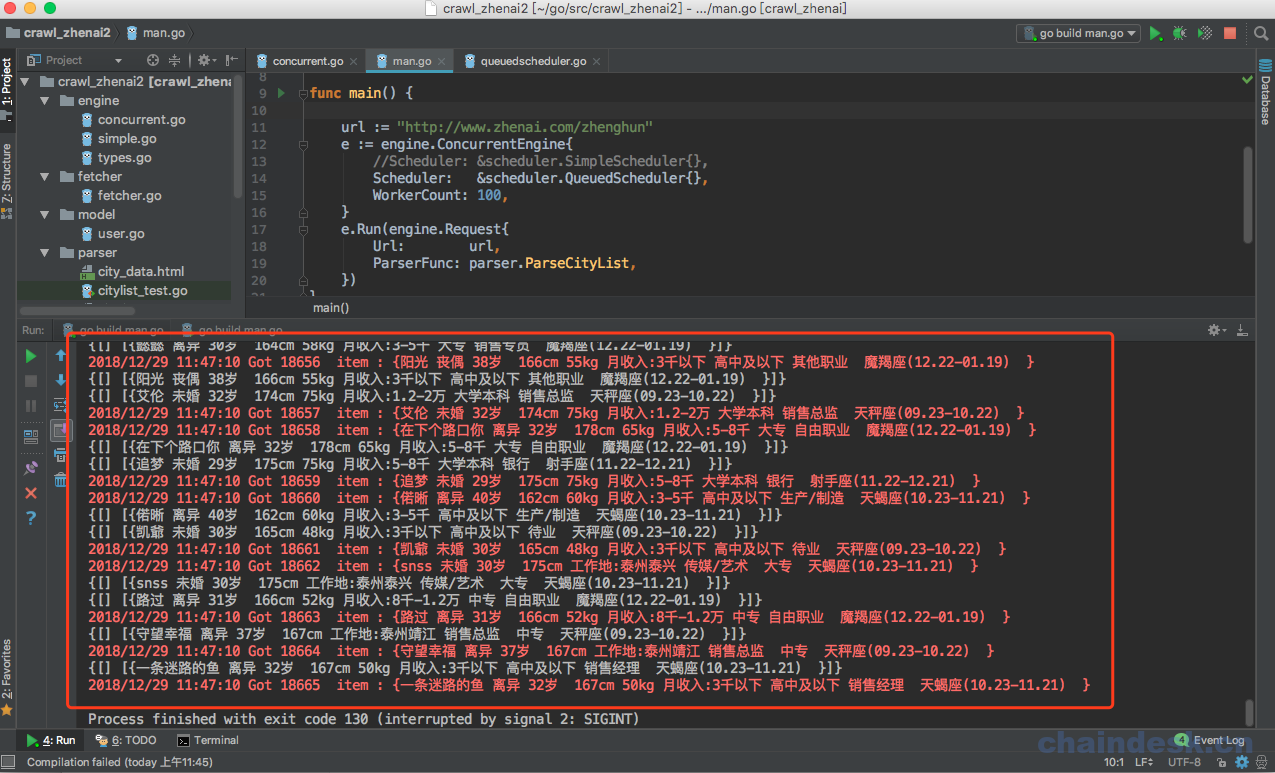 crawl_zhenai2 [~/go/src/crawl_zhenai2] - .../man.go [crawl_zhenai]
crawl_zhenai2 man.go
go build man.go
Project
concurrent.go
man.go
queuedscheduler.go
1: Project
Z: Structure
2: Favorites
Database
crawl_zhenai2 [crawl_zhena
engine
concurrent.go
simple.go
types.go
fetcher
fetcher.go
model
user.go
parser
city_data.html
citylist_test.go
8
9 func main() {
10
11 url := "http://www.zhenai.com/zhenghun"
12 e := engine.ConcurrentEngine{
13 //Scheduler: &scheduler.SimpleScheduler{},
14 Scheduler: &scheduler.QueuedScheduler{},
15 WorkerCount: 100,
16 }
17 e.Run(engine.Request{
18 Url: url,
19 ParserFunc: parser.ParseCityList,
20 })
21 }
main()
Run: go build man.go go build man.go
{[] [{懿懿 离异 30岁 164cm 58kg 月收入:3-5千 大专 销售专员 魔羯座(12.22-01.19) }]}
2018/12/29 11:47:10 Got 18656 item : {阳光 丧偶 38岁 166cm 55kg 月收入:3千以下 高中及以下 其他职业 魔羯座(12.22-01.19) }
{[] [{阳光 丧偶 38岁 166cm 55kg 月收入:3千以下 高中及以下 其他职业 魔羯座(12.22-01.19) }]}
{[] [{艾伦 未婚 32岁 174cm 75kg 月收入:1.2-2万 大学本科 销售总监 天秤座(09.23-10.22) }]}
2018/12/29 11:47:10 Got 18657 item : {艾伦 未婚 32岁 174cm 75kg 月收入:1.2-2万 大学本科 销售总监 天秤座(09.23-10.22) }
2018/12/29 11:47:10 Got 18658 item : {在下个路口你 离异 32岁 178cm 65kg 月收入:5-8千 大专 自由职业 魔羯座(12.22-01.19) }
{[] [{在下个路口你 离异 32岁 178cm 65kg 月收入:5-8千 大专 自由职业 魔羯座(12.22-01.19) }]}
{[] [{追梦 未婚 29岁 175cm 75kg 月收入:5-8千 大学本科 银行 射手座(11.22-12.21) }]}
2018/12/29 11:47:10 Got 18659 item : {追梦 未婚 29岁 175cm 75kg 月收入:5-8千 大学本科 银行 射手座(11.22-12.21) }
2018/12/29 11:47:10 Got 18660 item : {偌晰 离异 40岁 162cm 60kg 月收入:3-5千 高中及以下 生产/制造 天蝎座(10.23-11.21) }
{[] [{偌晰 离异 40岁 162cm 60kg 月收入:3-5千 高中及以下 生产/制造 天蝎座(10.23-11.21) }]}
{[] [{凯爺 未婚 30岁 165cm 48kg 月收入:3千以下 高中及以下 待业 天秤座(09.23-10.22) }]}
2018/12/29 11:47:10 Got 18661 item : {凯爺 未婚 30岁 165cm 48kg 月收入:3千以下 高中及以下 待业 天秤座(09.23-10.22) }
2018/12/29 11:47:10 Got 18662 item : {snss 未婚 30岁 175cm 工作地:泰州泰兴 传媒/艺术 大专 天蝎座(10.23-11.21) }
{[] [{snss 未婚 30岁 175cm 工作地:泰州泰兴 传媒/艺术 大专 天蝎座(10.23-11.21) }]}
{[] [{路过 离异 31岁 166cm 52kg 月收入:8千-1.2万 中专 自由职业 魔羯座(12.22-01.19) }]}
2018/12/29 11:47:10 Got 18663 item : {路过 离异 31岁 166cm 52kg 月收入:8千-1.2万 中专 自由职业 魔羯座(12.22-01.19) }
{[] [{守望幸福 离异 37岁 167cm 工作地:泰州靖江 销售总监 中专 天秤座(09.23-10.22) }]}
2018/12/29 11:47:10 Got 18664 item : {守望幸福 离异 37岁 167cm 工作地:泰州靖江 销售总监 中专 天秤座(09.23-10.22) }
{[] [{一条迷路的鱼 离异 32岁 167cm 50kg 月收入:3千以下 高中及以下 销售经理 天蝎座(10.23-11.21) }]}
2018/12/29 11:47:10 Got 18665 item : {一条迷路的鱼 离异 32岁 167cm 50kg 月收入:3千以下 高中及以下 销售经理 天蝎座(10.23-11.21) }
Process finished with exit code 130 (interrupted by signal 2: SIGINT)
4: Run 6: TODO Terminal 4 Event Log
chaindesk.cn
Compilation failed (today 上午11:45) 10:1 LF UTF-8